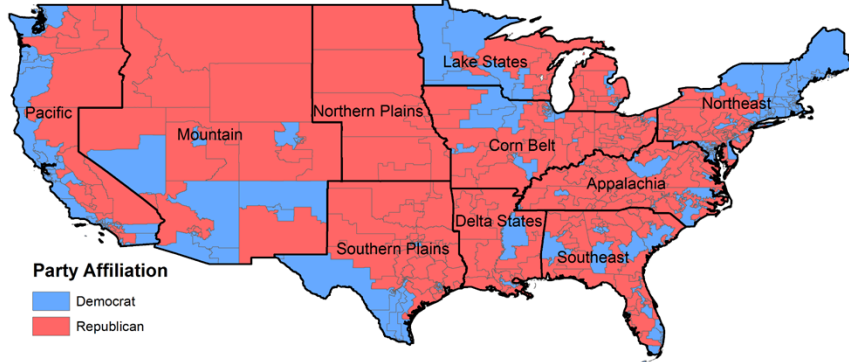 Lake States
Northeast
Pacific
Northern Plains
Mountain
Corn Belt
Appalachia
Delta States
Southern Plains
Southeast
Party Affiliation
Democrat
Republican